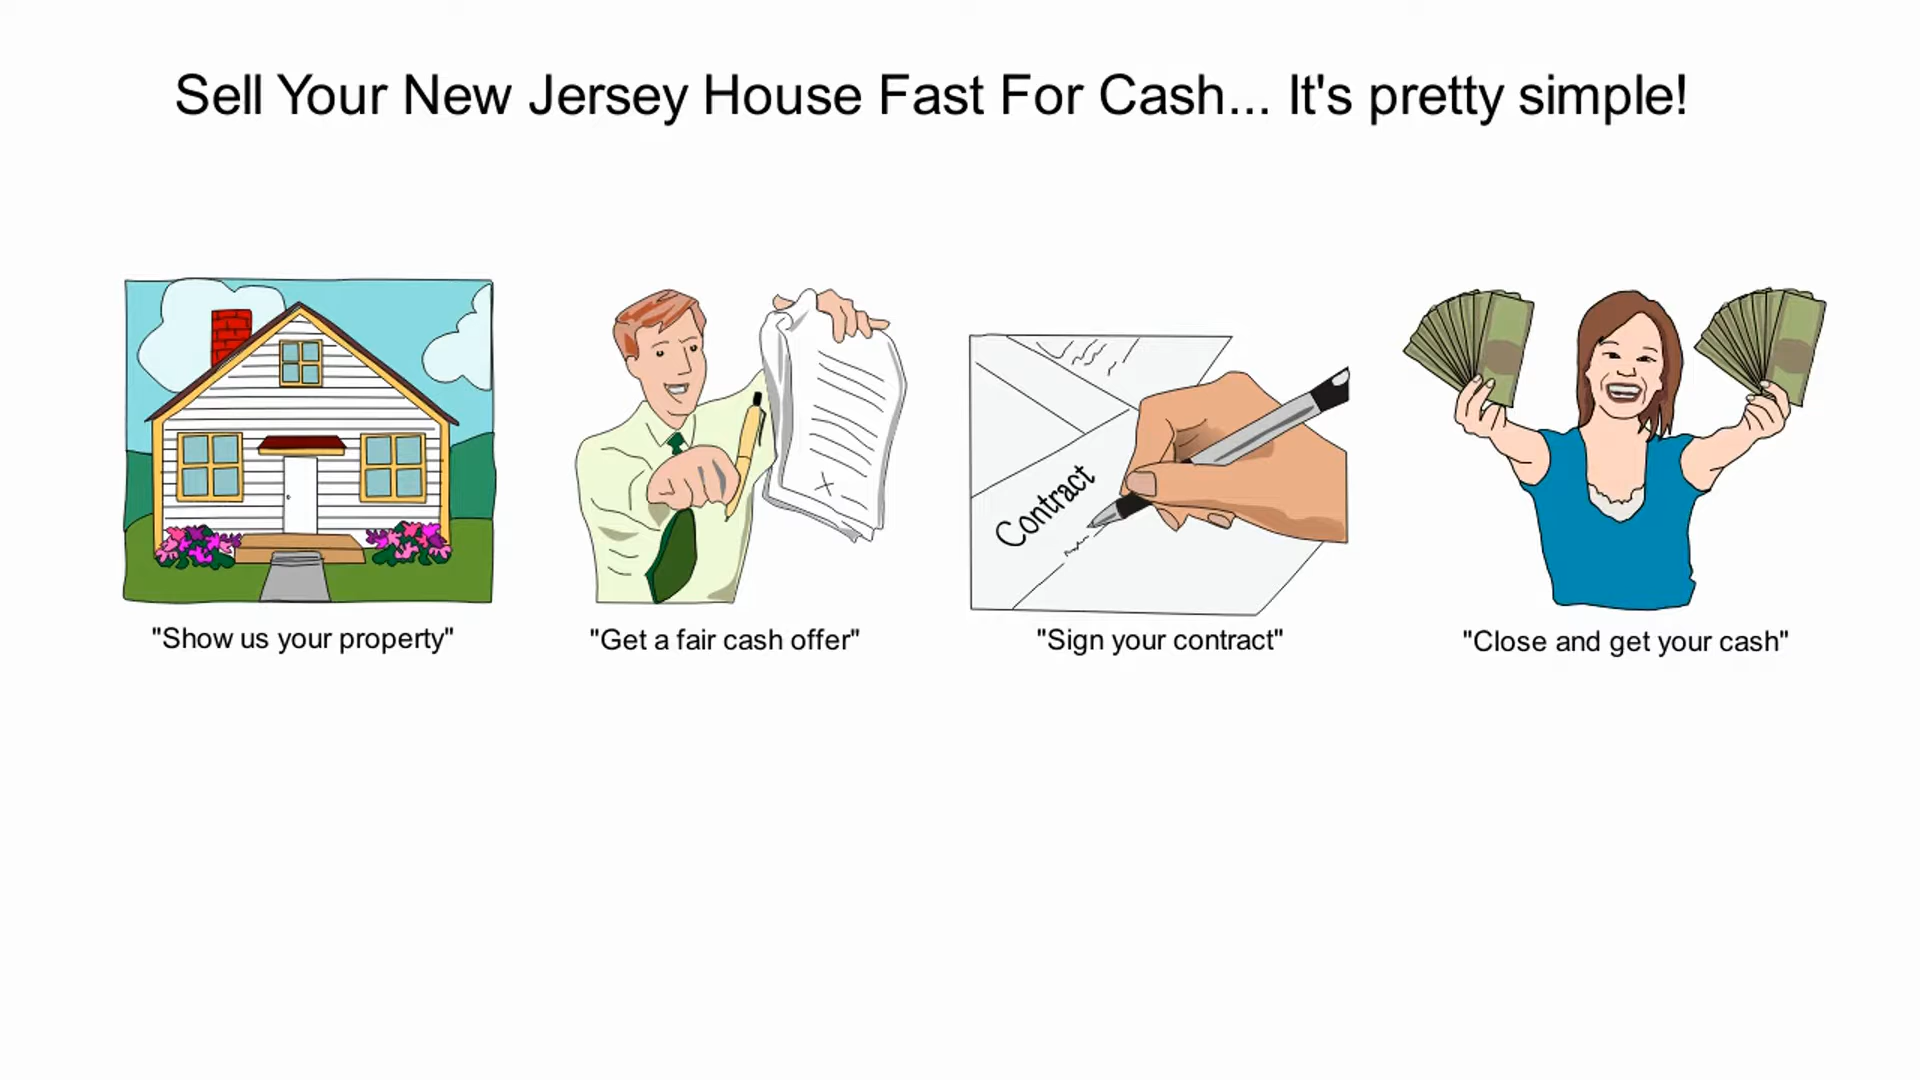 Sell Your New Jersey House Fast For Cash... It's pretty simple!
Contract
"Show us your property"
"Get a fair cash offer"
"Sign your contract"
"Close and get your cash"